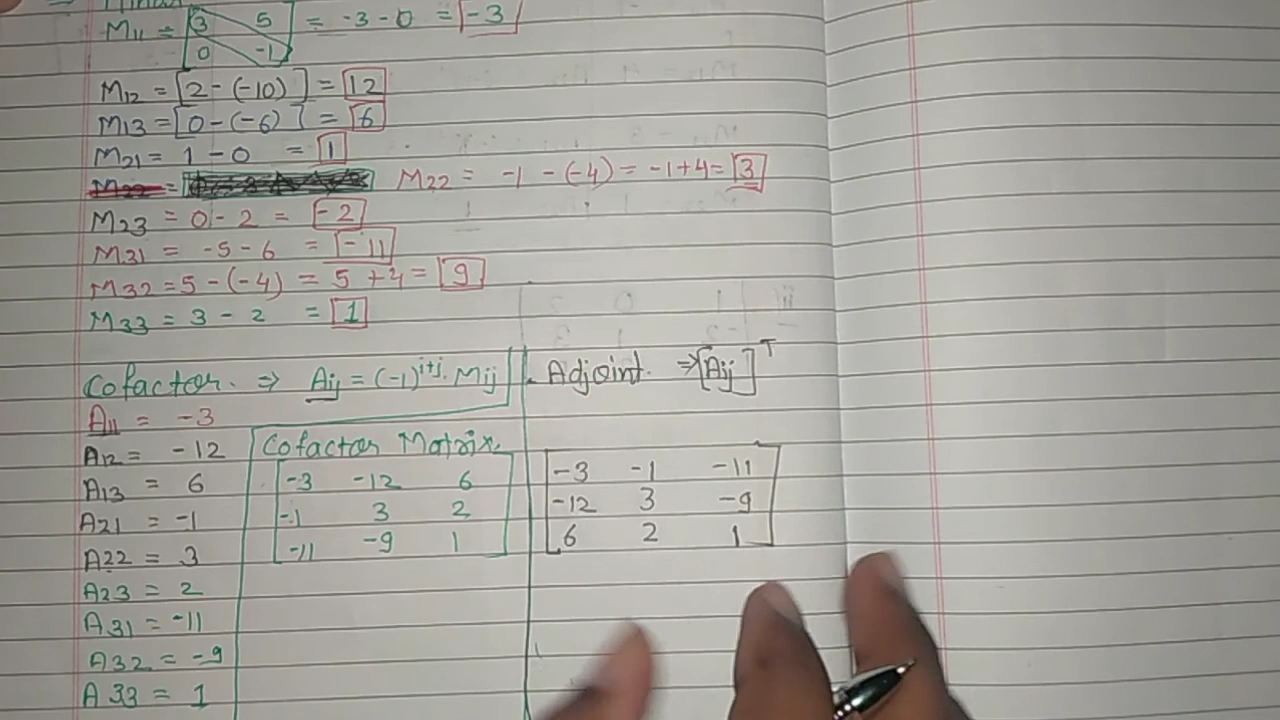 M11 = [3 5 = -3-0 = -3
0 -1]
M12 = [2-(-10)] = 12
M13 = [0-(-6)] = 6
M21 = 1-0 = 1
M22 = -1-(-4) = -1+4 = 3
M23 = 0-2 = -2
M31 = -5-6 = -11
M32 = 5-(-4) = 5+4 = 9
M33 = 3-2 = 1
Cofactor. ⇒ Aij = (-1)^i+j. Mij
A11 = -3
A12 = -12
A13 = 6
A21 = -1
A22 = 3
A23 = 2
A31 = -11
A32 = -9
A33 = 1
Cofactor Matrix
-3 -12 6
-1 3 2
-11 -9 1
Adjoint. ⇒ [Aij]^T
-3 -1 -11
-12 3 -9
6 2 1